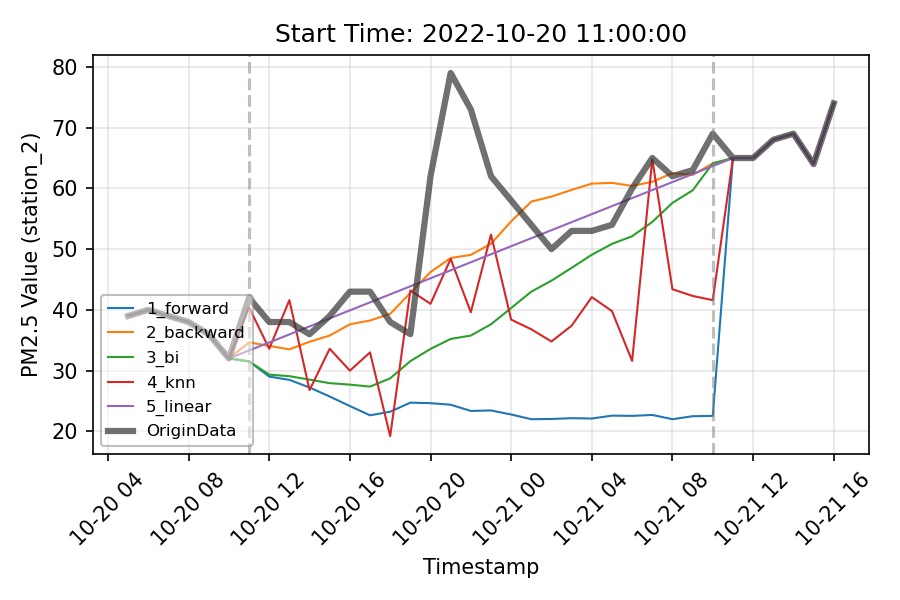 Start Time: 2022-10-20 11:00:00
PM2.5 Value (station_2)
80
70
60
50
40
30
20
1_forward
2_backward
3_bi
4_knn
5_linear
OriginData
10-20 04
10-20 08
10-20 12
10-20 16
10-20 20
10-21 00
10-21 04
10-21 08
10-21 12
10-21 16
Timestamp